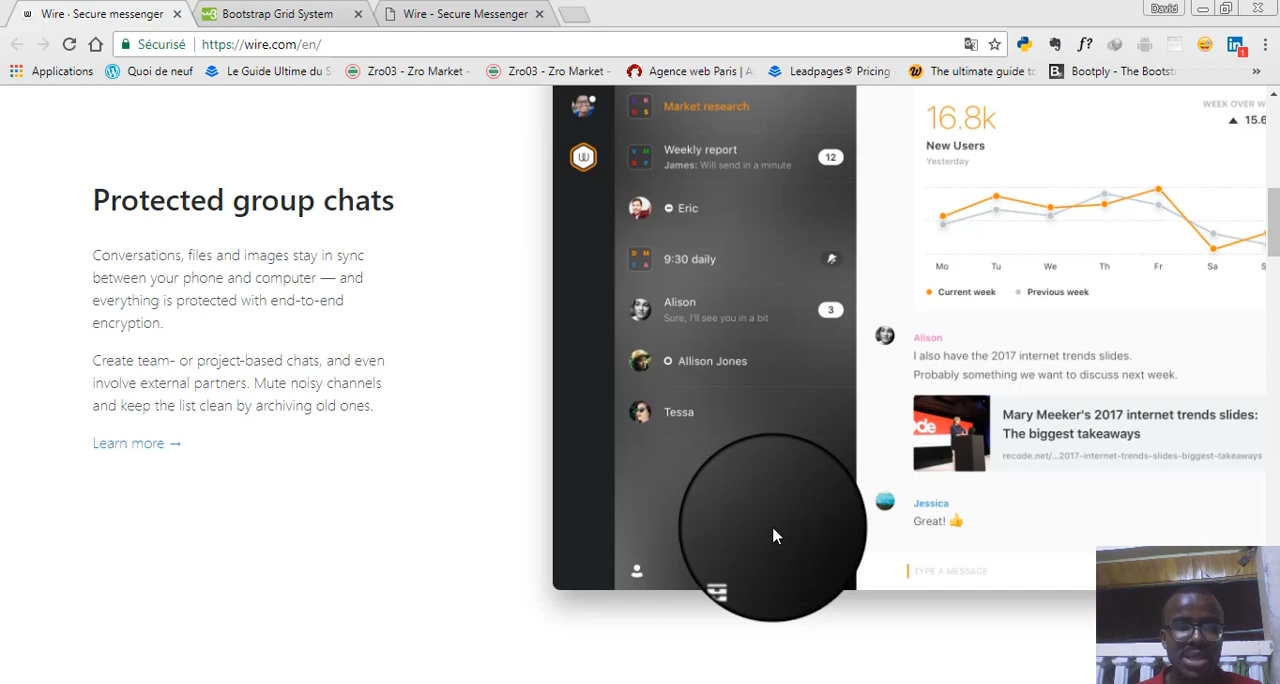 Wire · Secure messenger
Bootstrap Grid System
Wire - Secure Messenger
David
Sécurisé
https://wire.com/en/
Applications
Quoi de neuf
Le Guide Ultime du S
Zro03 - Zro Market -
Zro03 - Zro Market -
Agence web Paris | A
Leadpages® Pricing
The ultimate guide to
Bootply - The Bootst
Protected group chats
Conversations, files and images stay in sync
between your phone and computer — and
everything is protected with end-to-end
encryption.
Create team- or project-based chats, and even
involve external partners. Mute noisy channels
and keep the list clean by archiving old ones.
Learn more →
Market research
Weekly report
James: Will send in a minute
12
Eric
9:30 daily
Alison
Sure, I'll see you in a bit
3
Allison Jones
Tessa
16.8k
New Users
Yesterday
WEEK OVER W
▲ 15.6
Mo Tu We Th Fr Sa S
Current week
Previous week
Alison
I also have the 2017 internet trends slides.
Probably something we want to discuss next week.
Mary Meeker's 2017 internet trends slides:
The biggest takeaways
recode.net/...2017-internet-trends-slides-biggest-takeaways
Jessica
Great! 👍
TYPE A MESSAGE